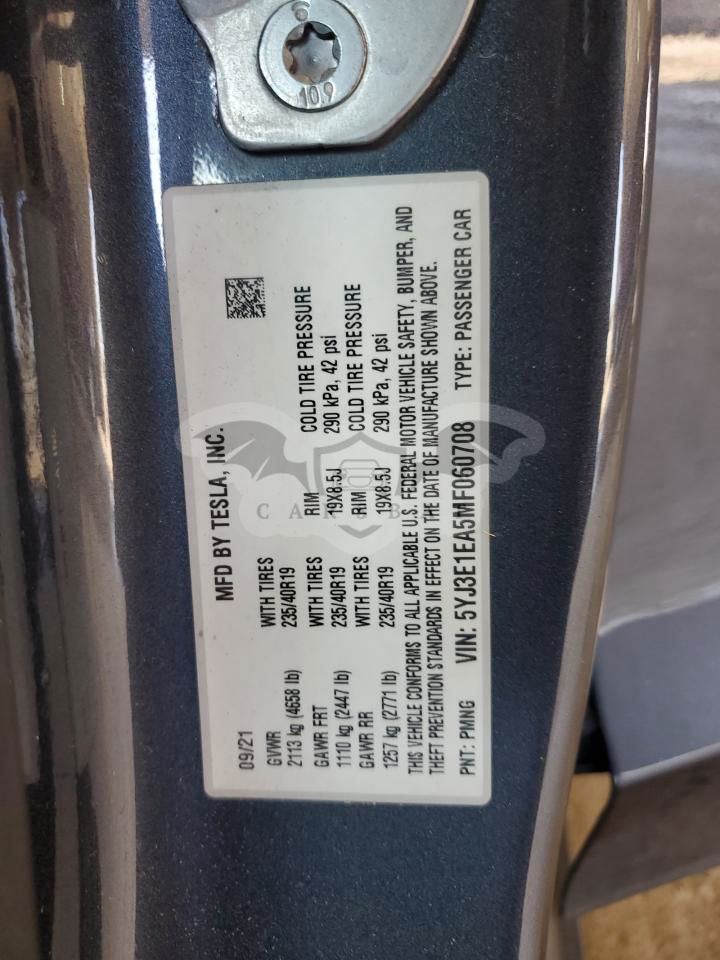 10.9
MFD BY TESLA, INC.
09/21
GVWR WITH TIRES
2113 kg (4658 lb) 235/40R19
GAWR FRT WITH TIRES RIM COLD TIRE PRESSURE
1110 kg (2447 lb) 235/40R19 19X8.5J 290 kPa, 42 psi
GAWR RR WITH TIRES RIM COLD TIRE PRESSURE
1257 kg (2771 lb) 235/40R19 19X8.5J 290 kPa, 42 psi
THIS VEHICLE CONFORMS TO ALL APPLICABLE U.S. FEDERAL MOTOR VEHICLE SAFETY, BUMPER, AND
THEFT PREVENTION STANDARDS IN EFFECT ON THE DATE OF MANUFACTURE SHOWN ABOVE.
PNT: PMNG VIN: 5YJ3E1EA5MF060708 TYPE: PASSENGER CAR